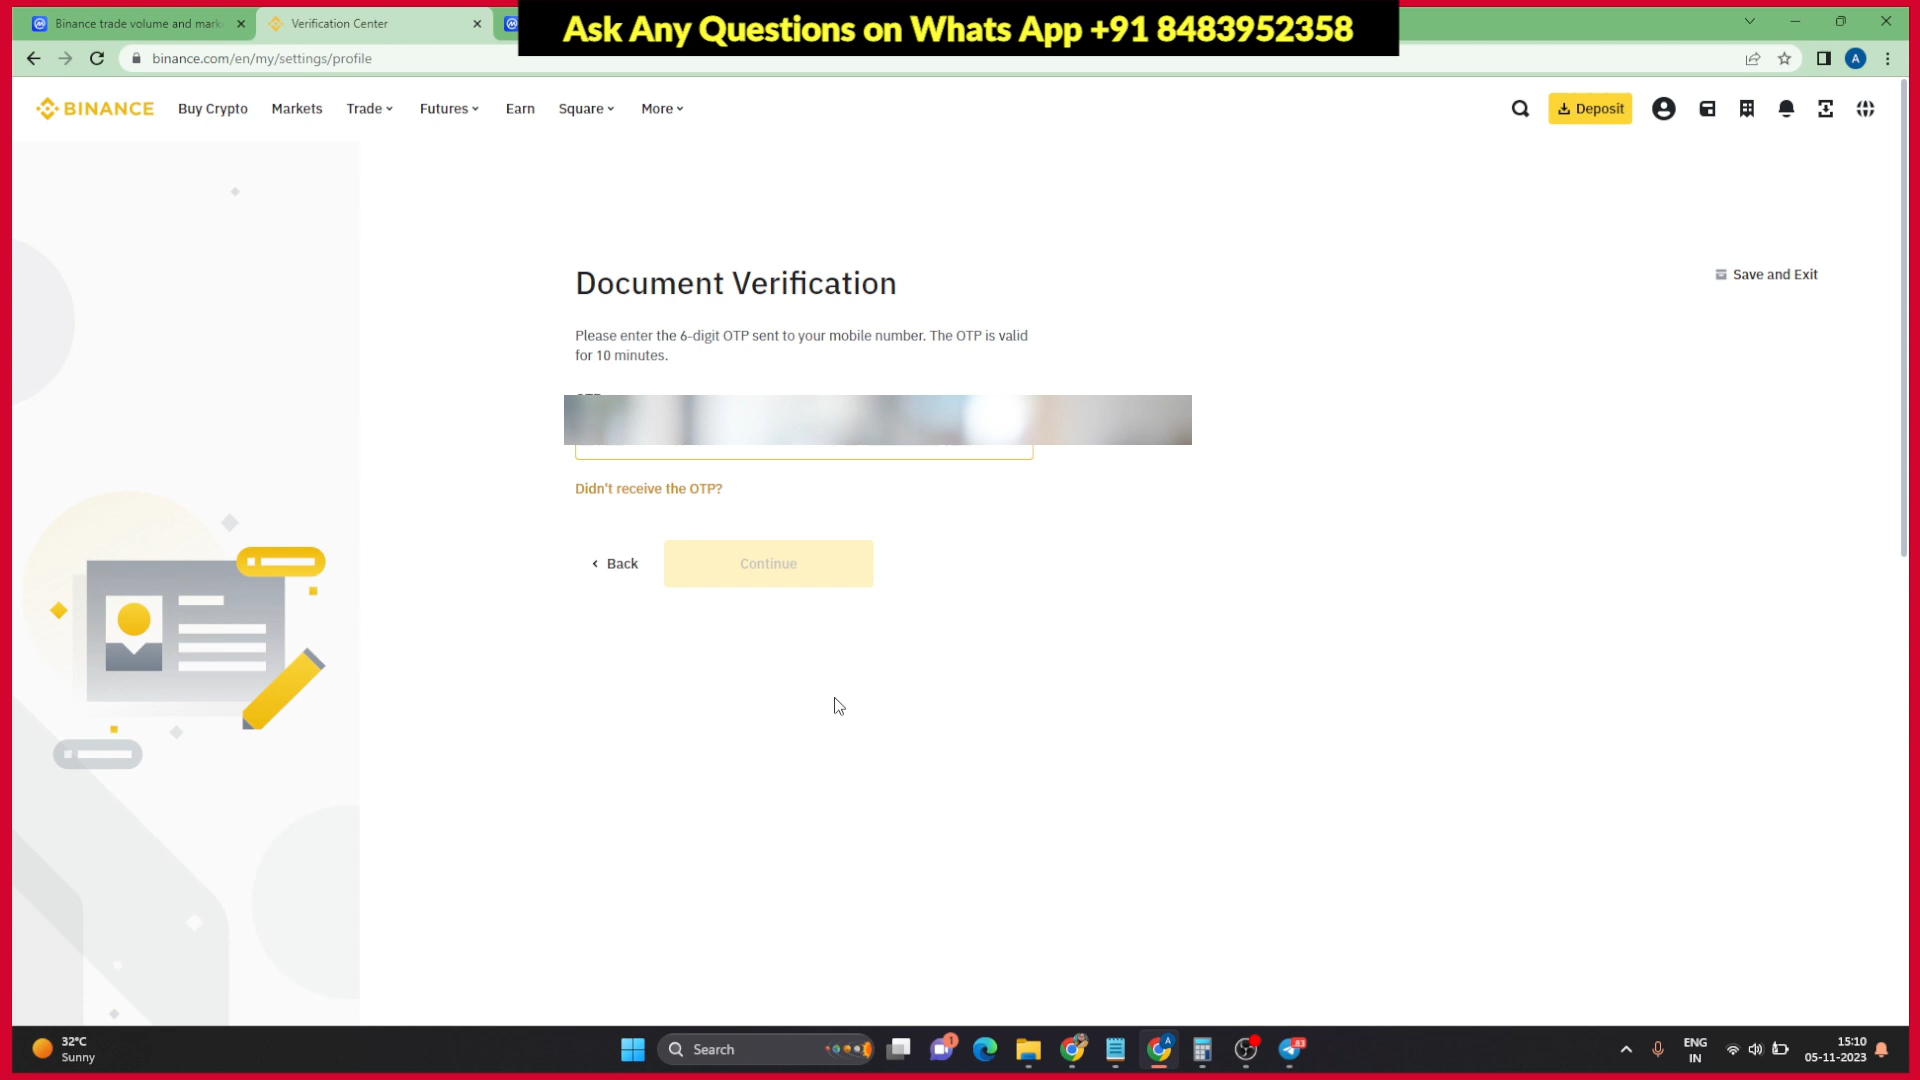 Binance trade volume and mark
Verification Center
Ask Any Questions on Whats App +91 8483952358
binance.com/en/my/settings/profile
A
BINANCE
Buy Crypto
Markets
Trade
Futures
Earn
Square
More
Deposit
Document Verification
Save and Exit
Please enter the 6-digit OTP sent to your mobile number. The OTP is valid
for 10 minutes.
Didn't receive the OTP?
Back
Continue
32°C
Sunny
Search
1
A
83
ENG
IN
15:10
05-11-2023